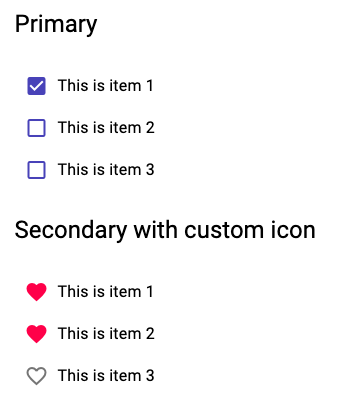 Primary
This is item 1
This is item 2
This is item 3
Secondary with custom icon
This is item 1
This is item 2
This is item 3